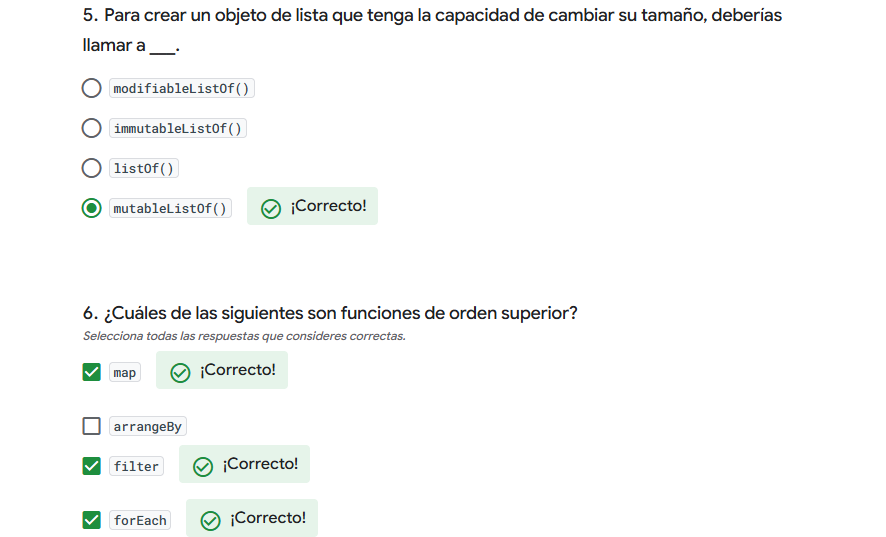 5. Para crear un objeto de lista que tenga la capacidad de cambiar su tamaño, deberías
llamar a ___.
modifiableListOf()
immutableListOf()
listOf()
mutableListOf() ¡Correcto!
6. ¿Cuáles de las siguientes son funciones de orden superior?
Selecciona todas las respuestas que consideres correctas.
map ¡Correcto!
arrangeBy
filter ¡Correcto!
forEach ¡Correcto!